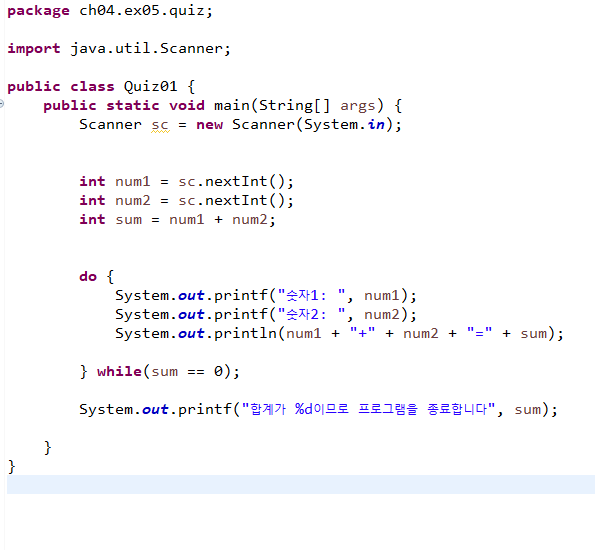 package ch04.ex05.quiz;
import java.util.Scanner;
public class Quiz01 {
public static void main(String[] args) {
Scanner sc = new Scanner(System.in);
int num1 = sc.nextInt();
int num2 = sc.nextInt();
int sum = num1 + num2;
do {
System.out.printf("숫자1: ", num1);
System.out.printf("숫자2: ", num2);
System.out.println(num1 + "+" + num2 + "=" + sum);
} while(sum == 0);
System.out.printf("합계가 %d이므로 프로그램을 종료합니다", sum);
}
}